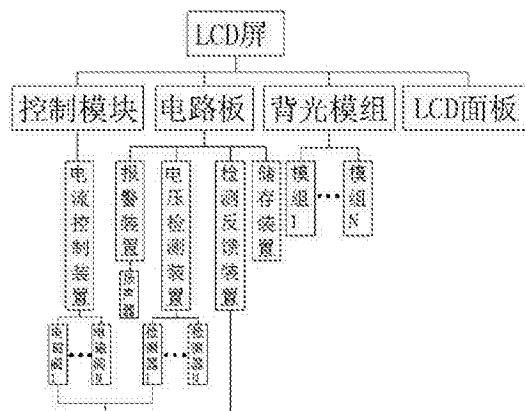 LCD屏
控制模块
电路板
背光模组
LCD面板
电流控制装置
报警装置
电压检测装置
检测反馈装置
储存装置
模组1
模组N